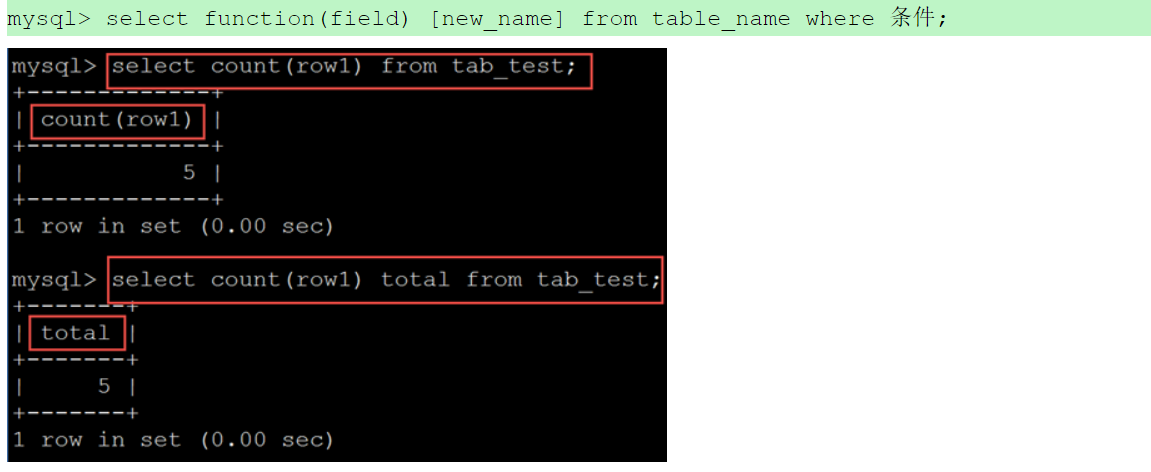 mysql> select function(field) [new_name] from table_name where 条件;
mysql> select count(row1) from tab_test;
+-------------+
| count(row1) |
+-------------+
|           5 |
+-------------+
1 row in set (0.00 sec)
mysql> select count(row1) total from tab_test;
+-------+
| total |
+-------+
|     5 |
+-------+
1 row in set (0.00 sec)